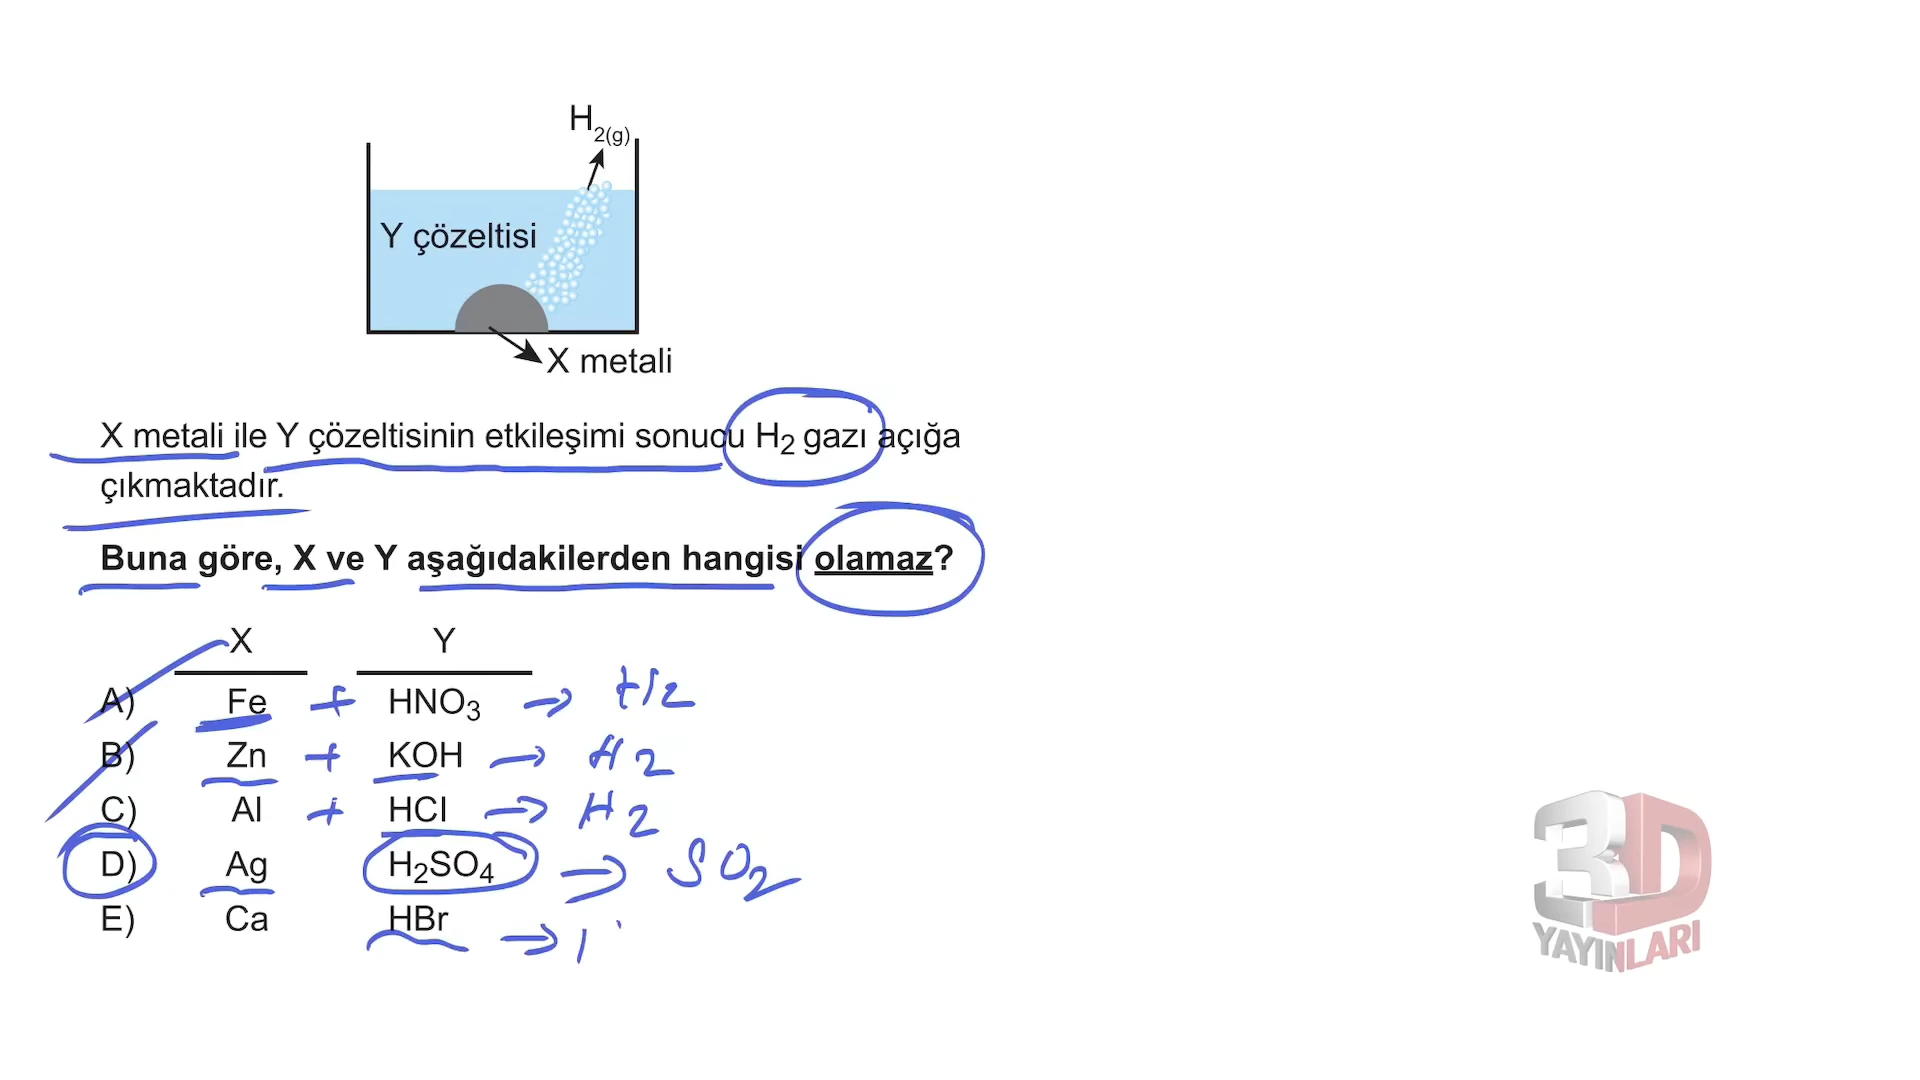 H2(g)
Y çözeltisi
X metali
X metali ile Y çözeltisinin etkileşimi sonucu H2 gazı açığa
çıkmaktadır.
Buna göre, X ve Y aşağıdakilerden hangisi olamaz?
X Y
A) Fe + HNO3 → H2
B) Zn + KOH → H2
C) Al + HCl → H2
D) Ag H2SO4 → SO2
E) Ca HBr →
3D
YAYINLARI